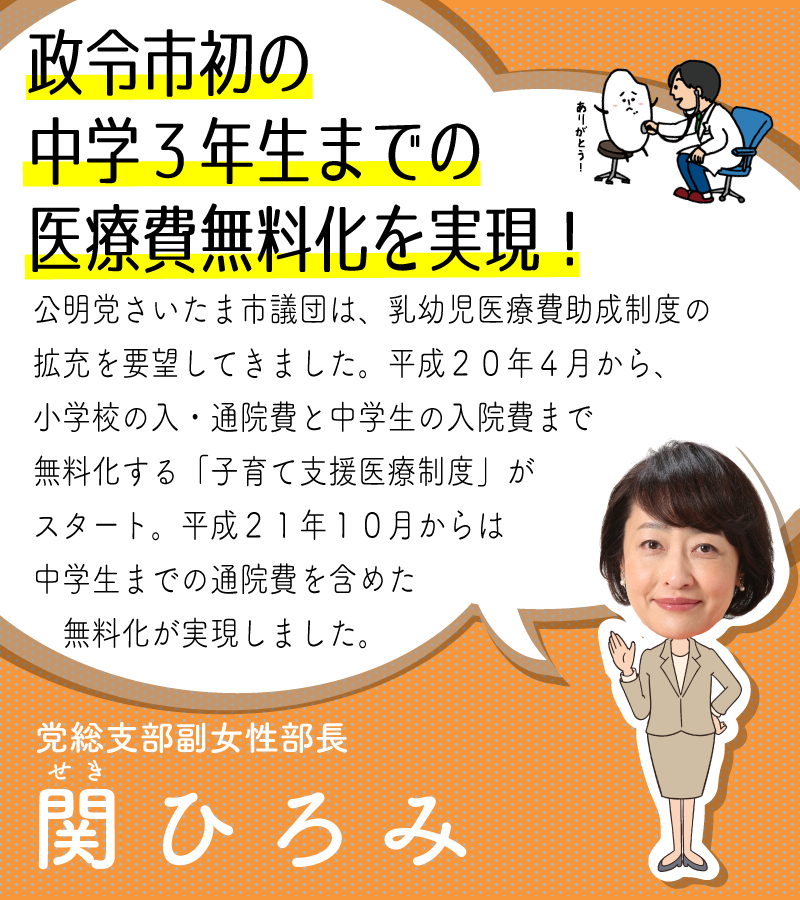 政令市初の
中学３年生までの
医療費無料化を実現！
ありがとう！
公明党さいたま市議団は、乳幼児医療費助成制度の
拡充を要望してきました。平成２０年４月から、
小学校の入・通院費と中学生の入院費まで
無料化する「子育て支援医療制度」が
スタート。平成２１年１０月からは
中学生までの通院費を含めた
無料化が実現しました。
党総支部副女性部長
せき
関ひろみ